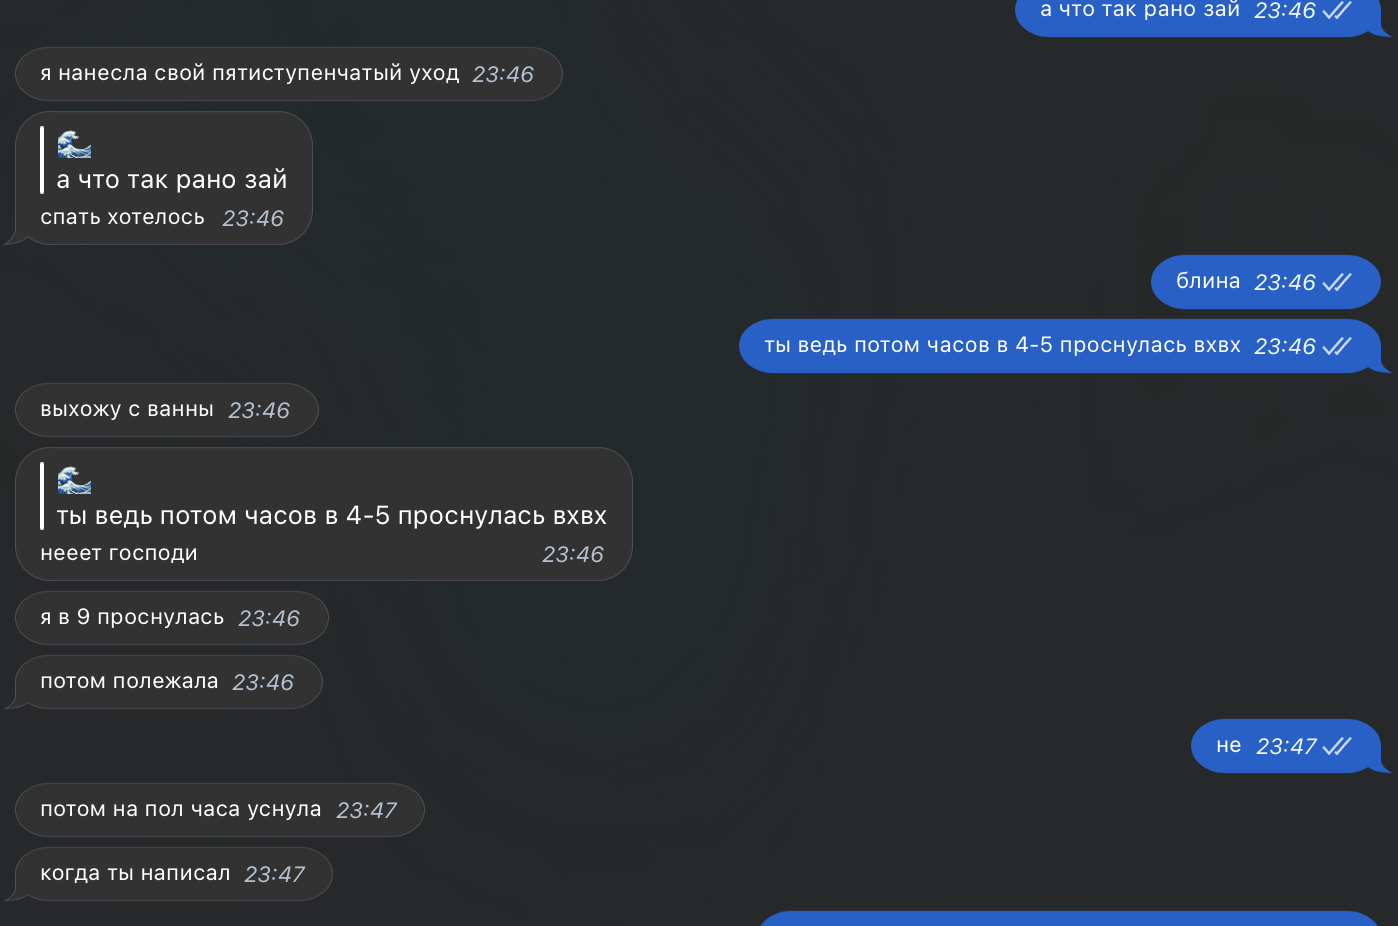 а что так рано зай 23:46
я нанесла свой пятиступенчатый уход 23:46
🌊
а что так рано зай
спать хотелось 23:46
блина 23:46
ты ведь потом часов в 4-5 проснулась вхвх 23:46
выхожу с ванны 23:46
🌊
ты ведь потом часов в 4-5 проснулась вхвх
нееет господи 23:46
я в 9 проснулась 23:46
потом полежала 23:46
не 23:47
потом на пол часа уснула 23:47
когда ты написал 23:47